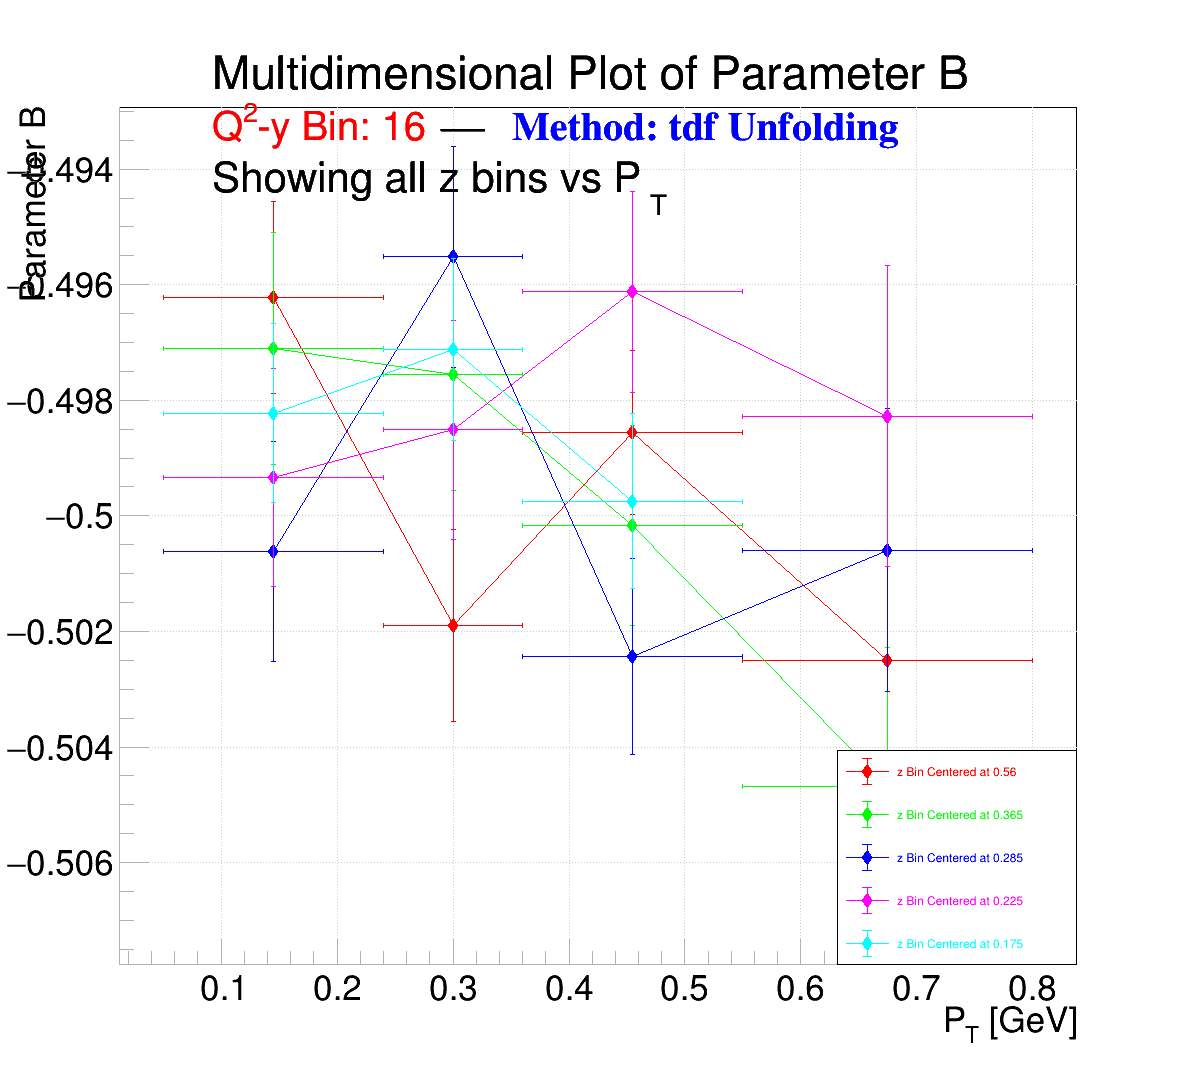 Multidimensional Plot of Parameter B
Q²-y Bin: 16 — Method: tdf Unfolding
Showing all z bins vs P_T
Parameter B
−0.494
−0.496
−0.498
−0.5
−0.502
−0.504
−0.506
z Bin Centered at 0.56
z Bin Centered at 0.365
z Bin Centered at 0.285
z Bin Centered at 0.225
z Bin Centered at 0.175
0.1 0.2 0.3 0.4 0.5 0.6 0.7 0.8
P_T [GeV]